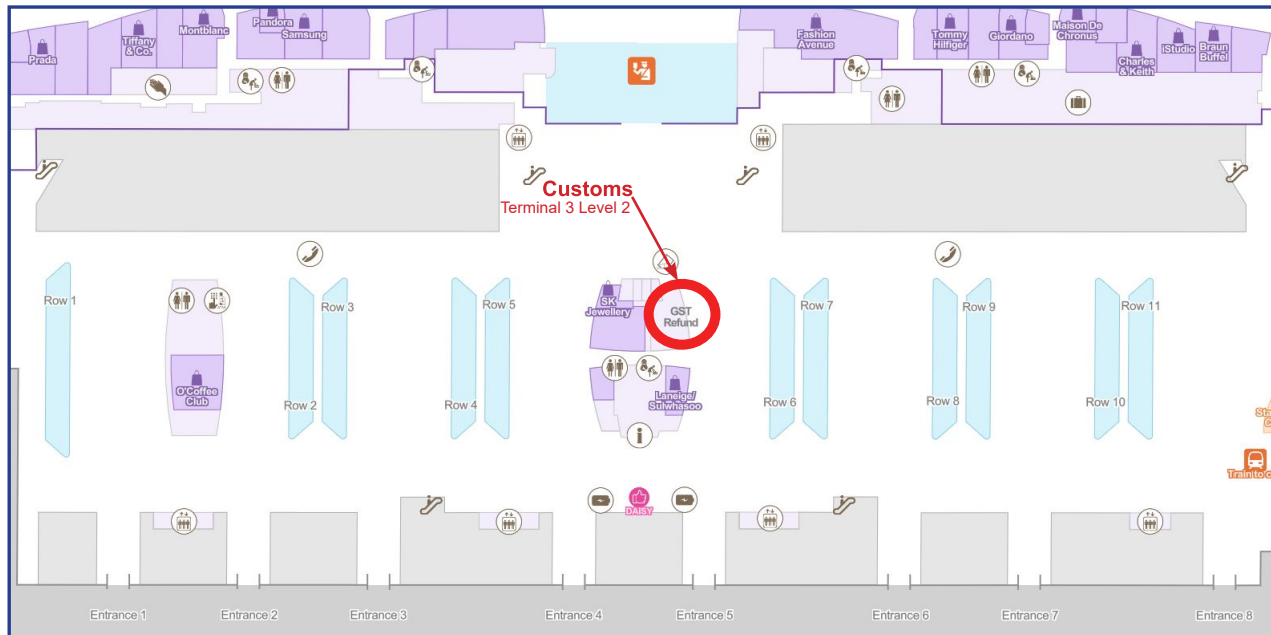 Prada
Tiffany
& Co.
Montblanc
Pandora
Samsung
Fashion
Avenue
Tommy
Hilfiger
Giordano
Maison De
Chronus
Charles
& Keith
iStudio
Braun
Buffel
Customs
Terminal 3 Level 2
Row 1
Row 2
Row 3
Row 4
Row 5
SK
Jewellery
GST
Refund
Row 6
Row 7
Row 8
Row 9
Row 10
Row 11
O'Coffee
Club
Laneige/
Sulwhasoo
Sta
C
Train to c
DAISY
Entrance 1
Entrance 2
Entrance 3
Entrance 4
Entrance 5
Entrance 6
Entrance 7
Entrance 8